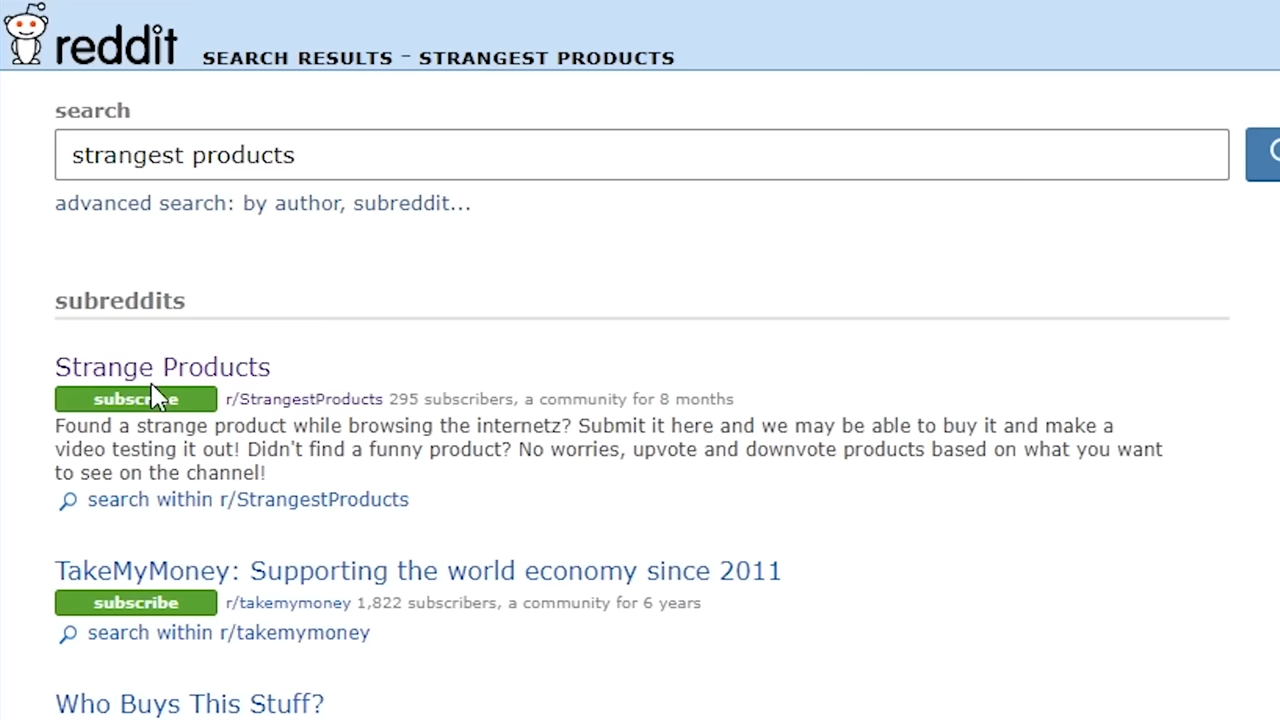 reddit SEARCH RESULTS - STRANGEST PRODUCTS
search
strangest products
advanced search: by author, subreddit...
subreddits
Strange Products
subscribe r/StrangestProducts 295 subscribers, a community for 8 months
Found a strange product while browsing the internetz? Submit it here and we may be able to buy it and make a
video testing it out! Didn't find a funny product? No worries, upvote and downvote products based on what you want
to see on the channel!
search within r/StrangestProducts
TakeMyMoney: Supporting the world economy since 2011
subscribe r/takemymoney 1,822 subscribers, a community for 6 years
search within r/takemymoney
Who Buys This Stuff?